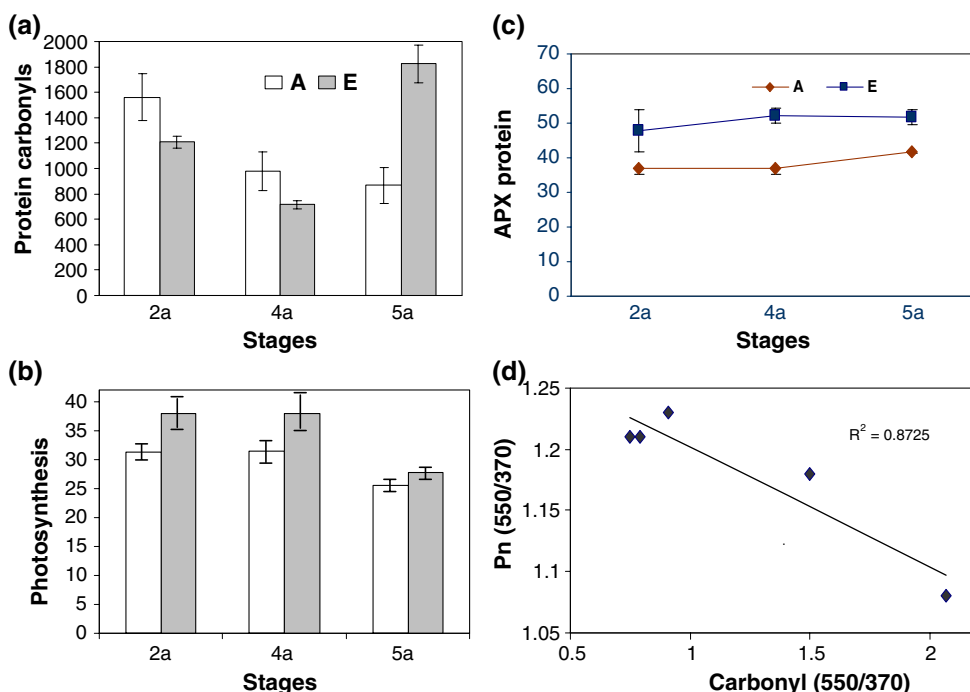 (a)
Protein carbonyls
2000
1800
1600
1400
1200
1000
800
600
400
200
0
A E
2a 4a 5a
Stages
(b)
Photosynthesis
40
35
30
25
20
15
10
5
0
2a 4a 5a
Stages
(c)
APX protein
70
60
50
40
30
20
10
0
A E
2a 4a 5a
Stages
(d)
Pn (550/370)
1.25
1.2
1.15
1.1
1.05
R² = 0.8725
0.5 1 1.5 2
Carbonyl (550/370)